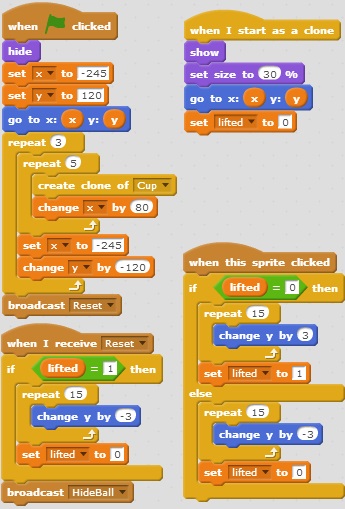 when clicked
hide
set x to -245
set y to 120
go to x: x y: y
repeat 3
repeat 5
create clone of Cup
change x by 80
set x to -245
change y by -120
broadcast Reset
when I receive Reset
if lifted = 1 then
repeat 15
change y by -3
set lifted to 0
broadcast HideBall
when I start as a clone
show
set size to 30 %
go to x: x y: y
set lifted to 0
when this sprite clicked
if lifted = 0 then
repeat 15
change y by 3
set lifted to 1
else
repeat 15
change y by -3
set lifted to 0